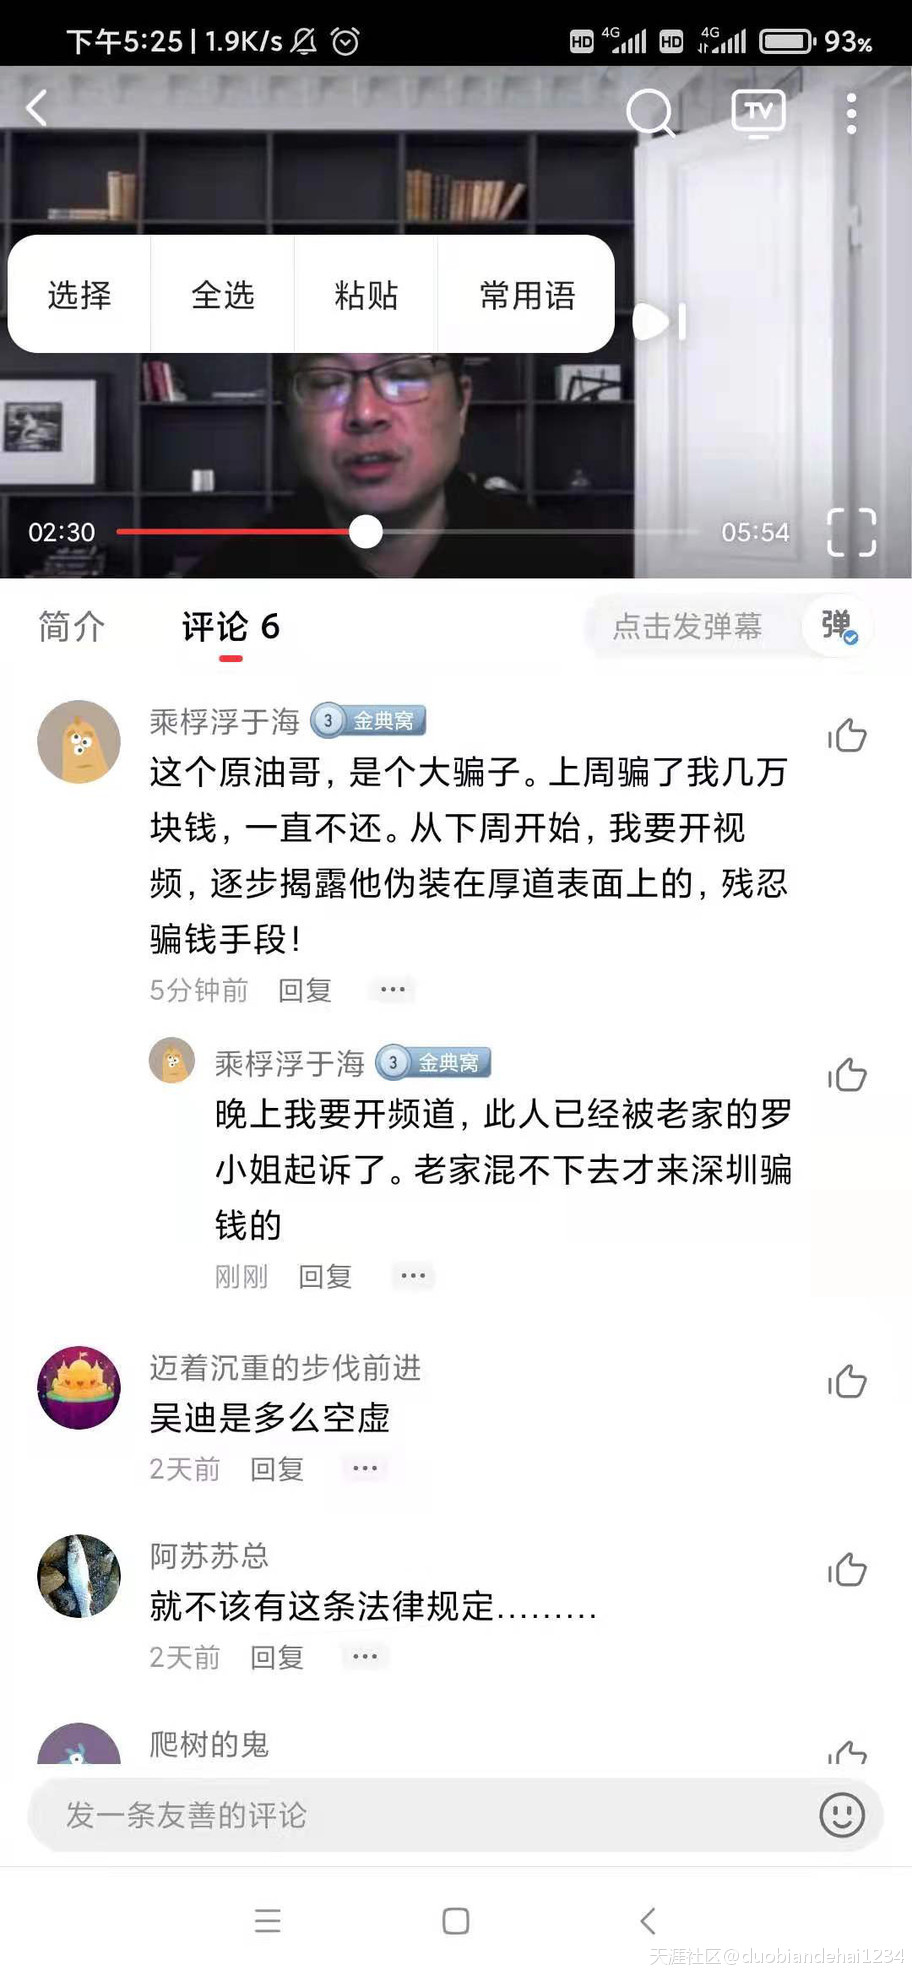 下午5:25 | 1.9K/s HD 4G HD 4G 93%
TV
选择 全选 粘贴 常用语
02:30 05:54
简介 评论 6 点击发弹幕 弹
乘桴浮于海 3 金典窝
这个原油哥，是个大骗子。上周骗了我几万
块钱，一直不还。从下周开始，我要开视
频，逐步揭露他伪装在厚道表面上的，残忍
骗钱手段！
5分钟前 回复 ...
乘桴浮于海 3 金典窝
晚上我要开频道，此人已经被老家的罗
小姐起诉了。老家混不下去才来深圳骗
钱的
刚刚 回复 ...
迈着沉重的步伐前进
吴迪是多么空虚
2天前 回复 ...
阿苏苏总
就不该有这条法律规定.........
2天前 回复 ...
爬树的鬼
发一条友善的评论
天涯社区@duobiandehai1234